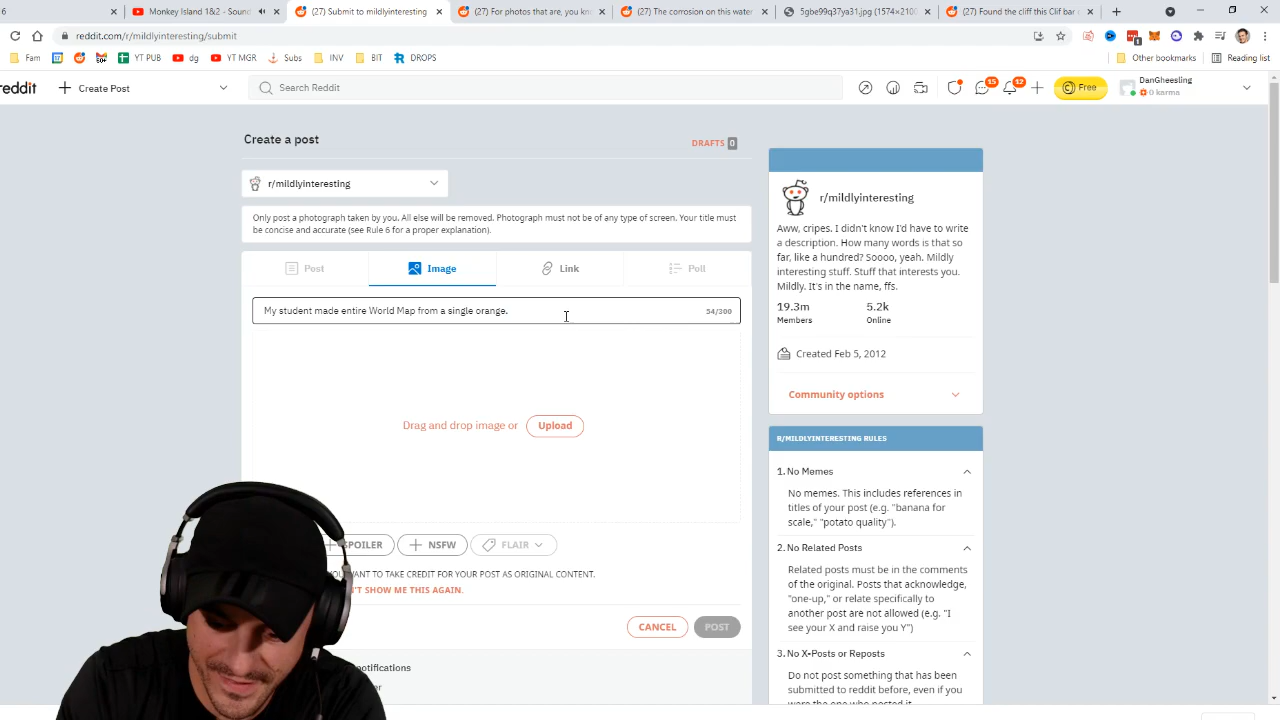 6
Monkey Island 1&2 - Sound
(27) Submit to mildlyinteresting
(27) For photos that are, you kno
(27) The corrosion on this water
5gbe99q37ya31.jpg (1574×2100
(27) Found the cliff this Clif bar
reddit.com/r/mildlyinteresting/submit
Fam
YT PUB
dg
YT MGR
Subs
INV
BIT
DROPS
Other bookmarks
Reading list
reddit
Create Post
Search Reddit
15
12
Free
DanGheesling
0 karma
Create a post
DRAFTS 0
r/mildlyinteresting
Only post a photograph taken by you. All else will be removed. Photograph must not be of any type of screen. Your title must
be concise and accurate (see Rule 6 for a proper explanation).
Post
Image
Link
Poll
My student made entire World Map from a single orange.
54/300
Drag and drop image or Upload
SPOILER
NSFW
FLAIR
WANT TO TAKE CREDIT FOR YOUR POST AS ORIGINAL CONTENT.
'T SHOW ME THIS AGAIN.
CANCEL
POST
notifications
r/mildlyinteresting
Aww, cripes. I didn't know I'd have to write
a description. How many words is that so
far, like a hundred? Soooo, yeah. Mildly
interesting stuff. Stuff that interests you.
Mildly. It's in the name, ffs.
19.3m
5.2k
Members
Online
Created Feb 5, 2012
Community options
R/MILDLYINTERESTING RULES
1. No Memes
No memes. This includes references in
titles of your post (e.g. "banana for
scale," "potato quality").
2. No Related Posts
Related posts must be in the comments
of the original. Posts that acknowledge,
"one-up," or relate specifically to
another post are not allowed (e.g. "I
see your X and raise you Y")
3. No X-Posts or Reposts
Do not post something that has been
submitted to reddit before, even if you
were the one who posted it.